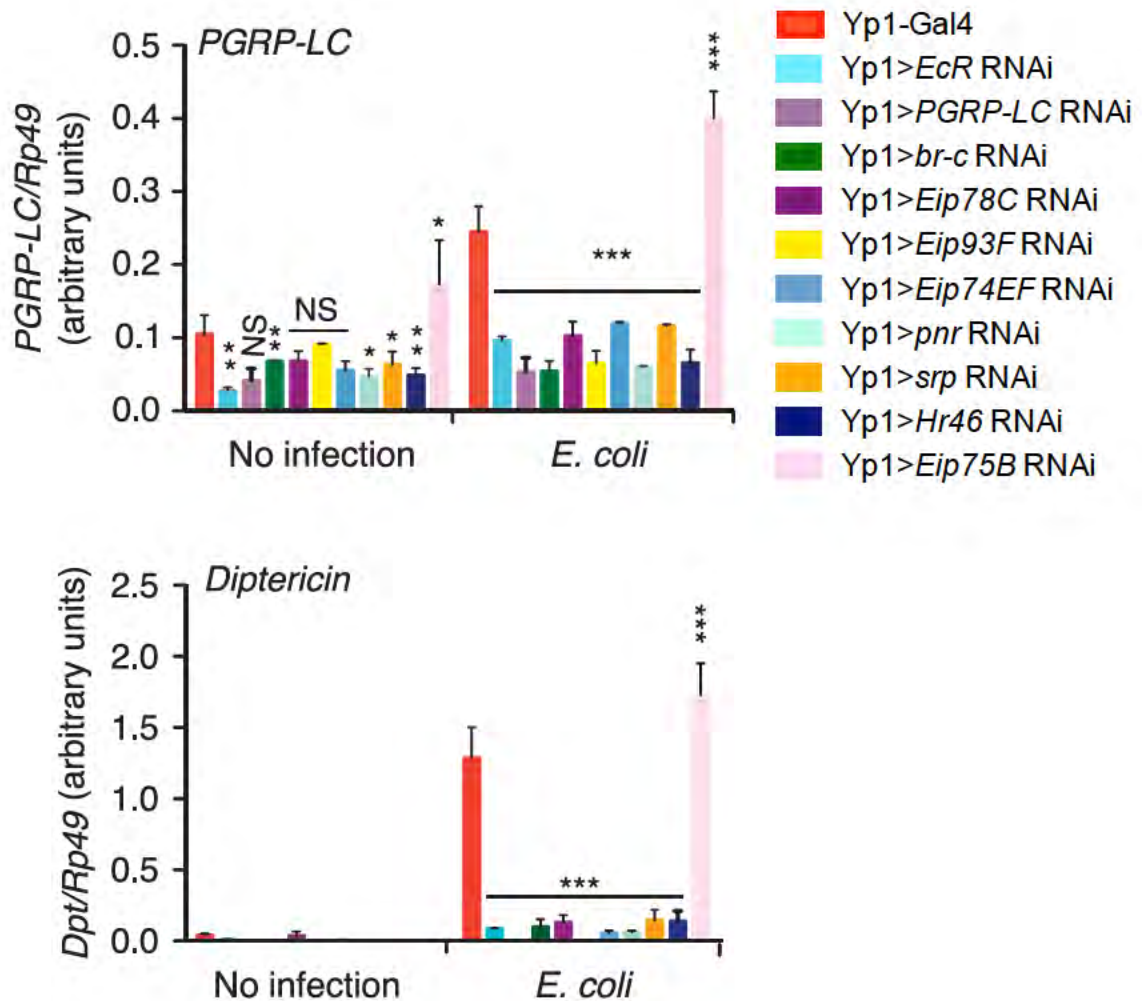 PGRP-LC
PGRP-LC/Rp49
(arbitrary units)
0.5
0.4
0.3
0.2
0.1
0.0
**
NS
**
NS
*
*
**
*
***
***
No infection
E. coli
Yp1-Gal4
Yp1>EcR RNAi
Yp1>PGRP-LC RNAi
Yp1>br-c RNAi
Yp1>Eip78C RNAi
Yp1>Eip93F RNAi
Yp1>Eip74EF RNAi
Yp1>pnr RNAi
Yp1>srp RNAi
Yp1>Hr46 RNAi
Yp1>Eip75B RNAi
Diptericin
Dpt/Rp49 (arbitrary units)
2.5
2.0
1.5
1.0
0.5
0.0
***
***
No infection
E. coli